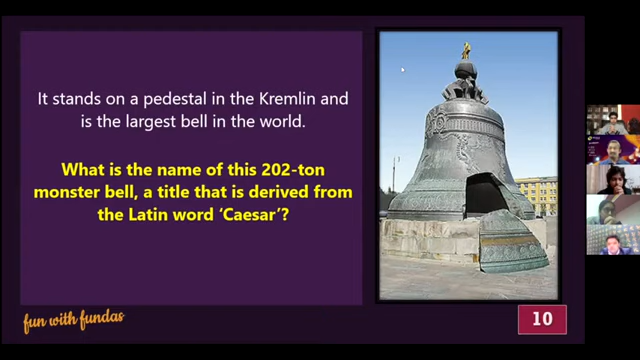 It stands on a pedestal in the Kremlin and
is the largest bell in the world.
What is the name of this 202-ton
monster bell, a title that is derived from
the Latin word ‘Caesar’?
fun with fundas
10